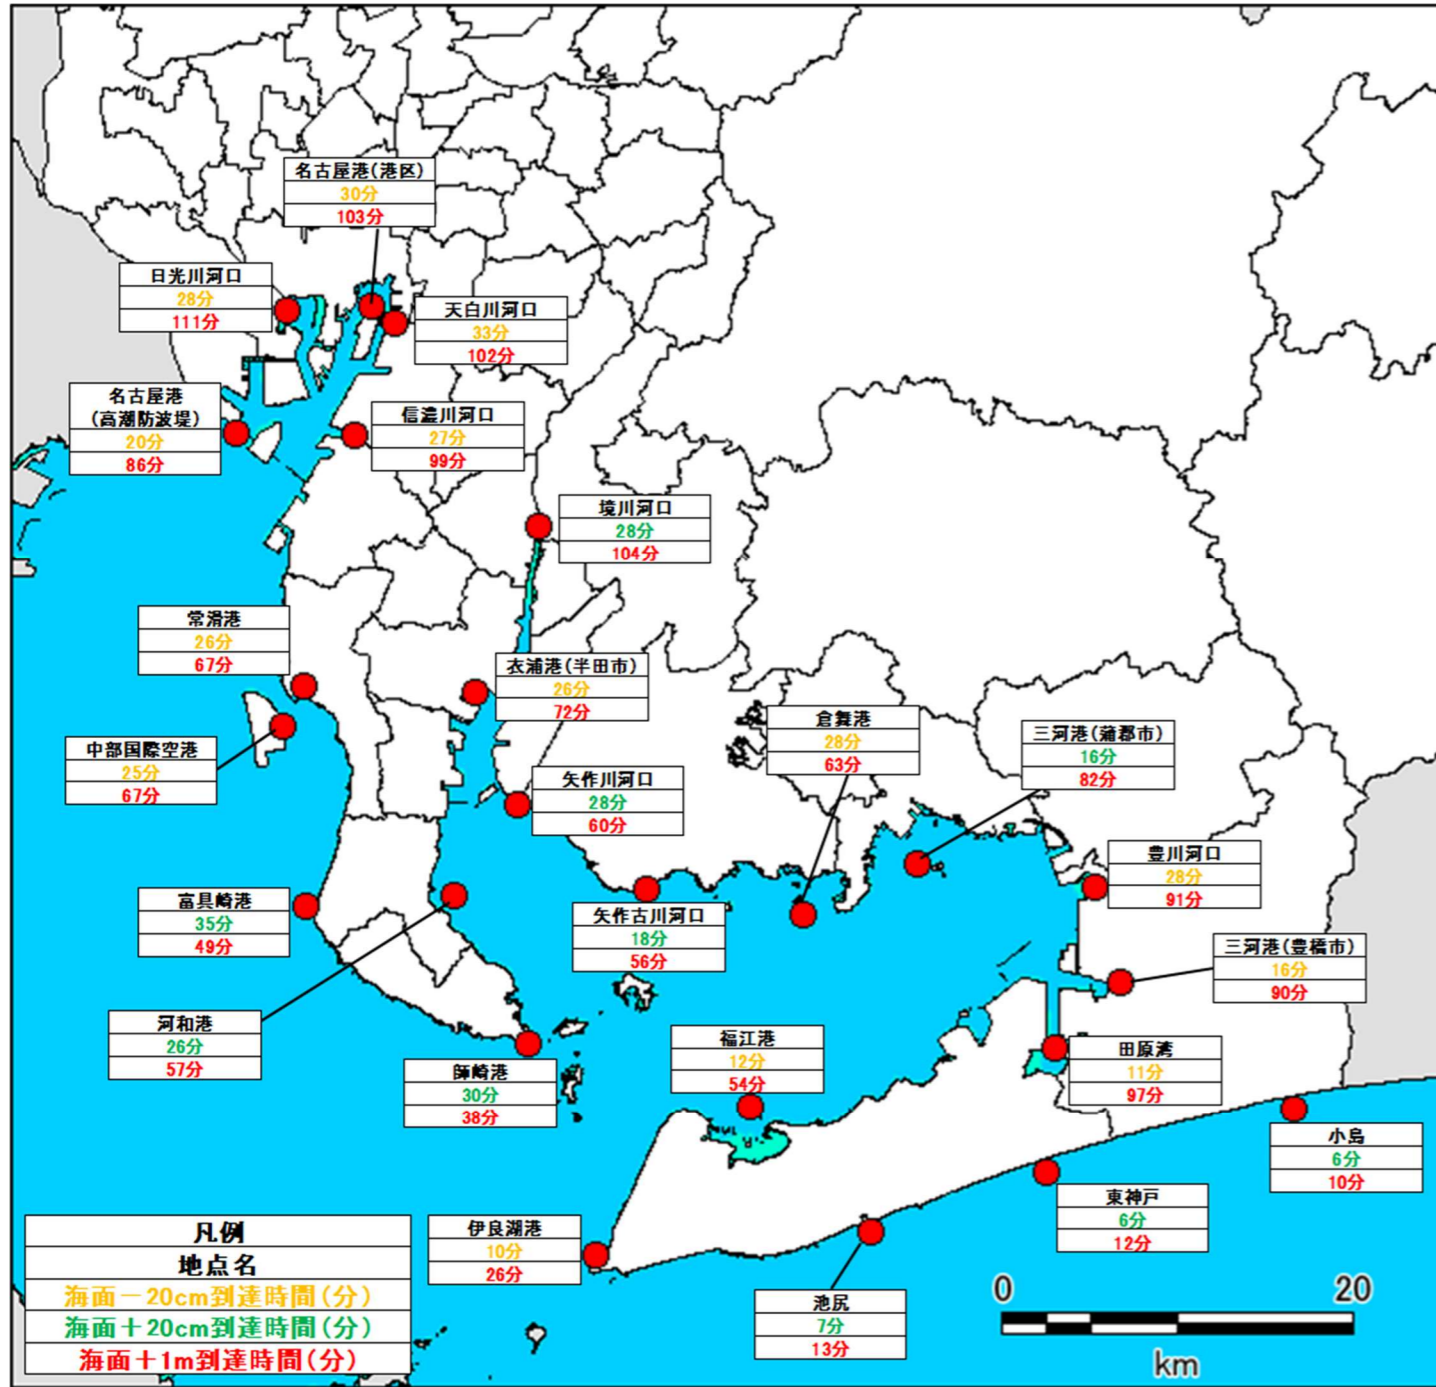 名古屋港(港区)
30分
103分
日光川河口
28分
111分
天白川河口
33分
102分
名古屋港
(高潮防波堤)
20分
86分
信濃川河口
27分
99分
境川河口
28分
104分
常滑港
26分
67分
衣浦港(半田市)
26分
72分
中部国際空港
25分
67分
倉舞港
28分
63分
三河港(蒲郡市)
16分
82分
矢作川河口
28分
60分
豊川河口
28分
91分
富具崎港
35分
49分
矢作古川河口
18分
56分
三河港(豊橋市)
16分
90分
河和港
26分
57分
師崎港
30分
38分
福江港
12分
54分
田原湾
11分
97分
小島
6分
10分
東神戸
6分
12分
伊良湖港
10分
26分
池尻
7分
13分
凡例
地点名
海面－20cm到達時間(分)
海面＋20cm到達時間(分)
海面＋1m到達時間(分)
0 20
km